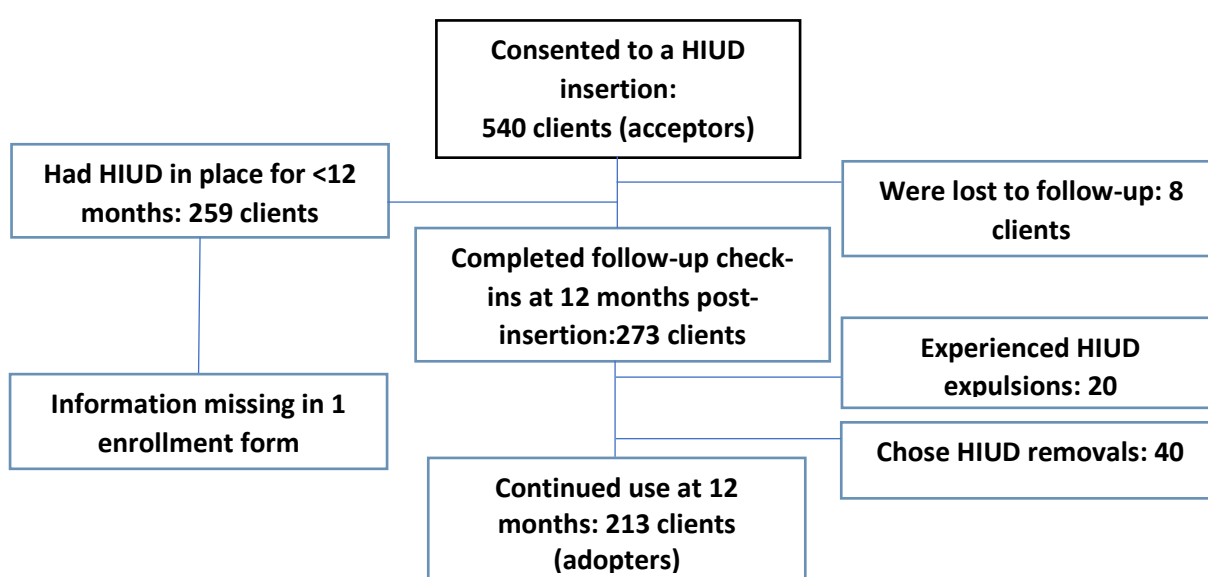 Consented to a HIUD
insertion:
540 clients (acceptors)
Had HIUD in place for <12
months: 259 clients
Were lost to follow-up: 8
clients
Completed follow-up check-
ins at 12 months post-
insertion:273 clients
Experienced HIUD
expulsions: 20
Information missing in 1
enrollment form
Chose HIUD removals: 40
Continued use at 12
months: 213 clients
(adopters)